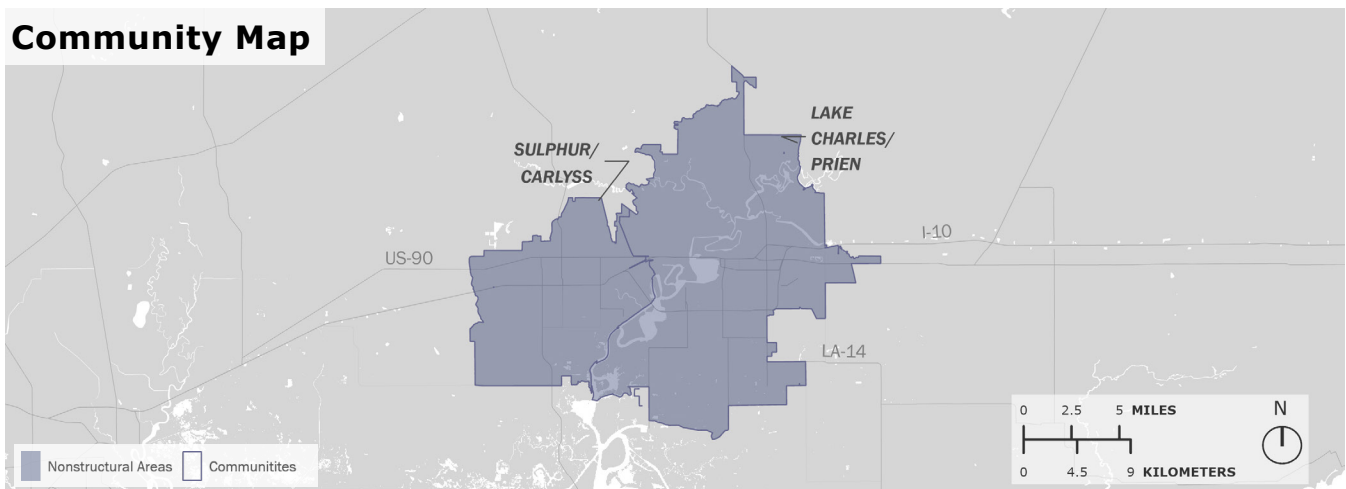 Community Map
LAKE
CHARLES/
PRIEN
SULPHUR/
CARLYSS
I-10
US-90
LA-14
0 2.5 5 MILES
N
0 4.5 9 KILOMETERS
Nonstructural Areas
Communitites